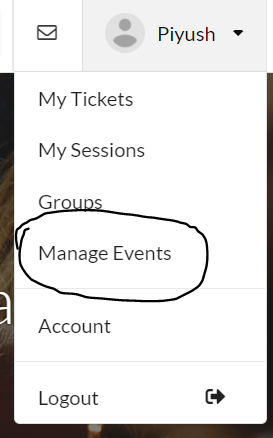 Piyush
My Tickets
My Sessions
Groups
Manage Events
Account
Logout